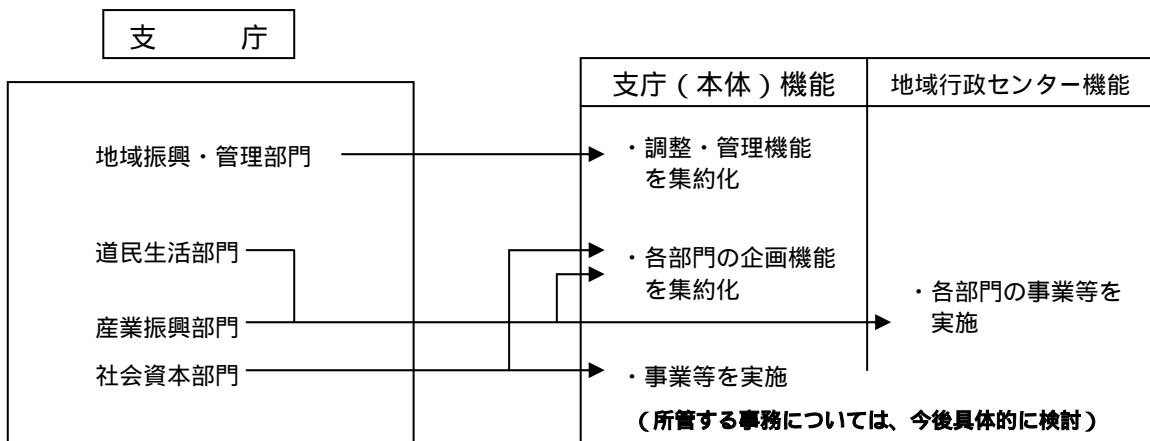 支　　　庁
支庁（本体）機能
地域行政センター機能
地域振興・管理部門
・調整・管理機能
を集約化
道民生活部門
・各部門の企画機能
を集約化
・各部門の事業等を
実施
産業振興部門
社会資本部門
・事業等を実施
（所管する事務については、今後具体的に検討）